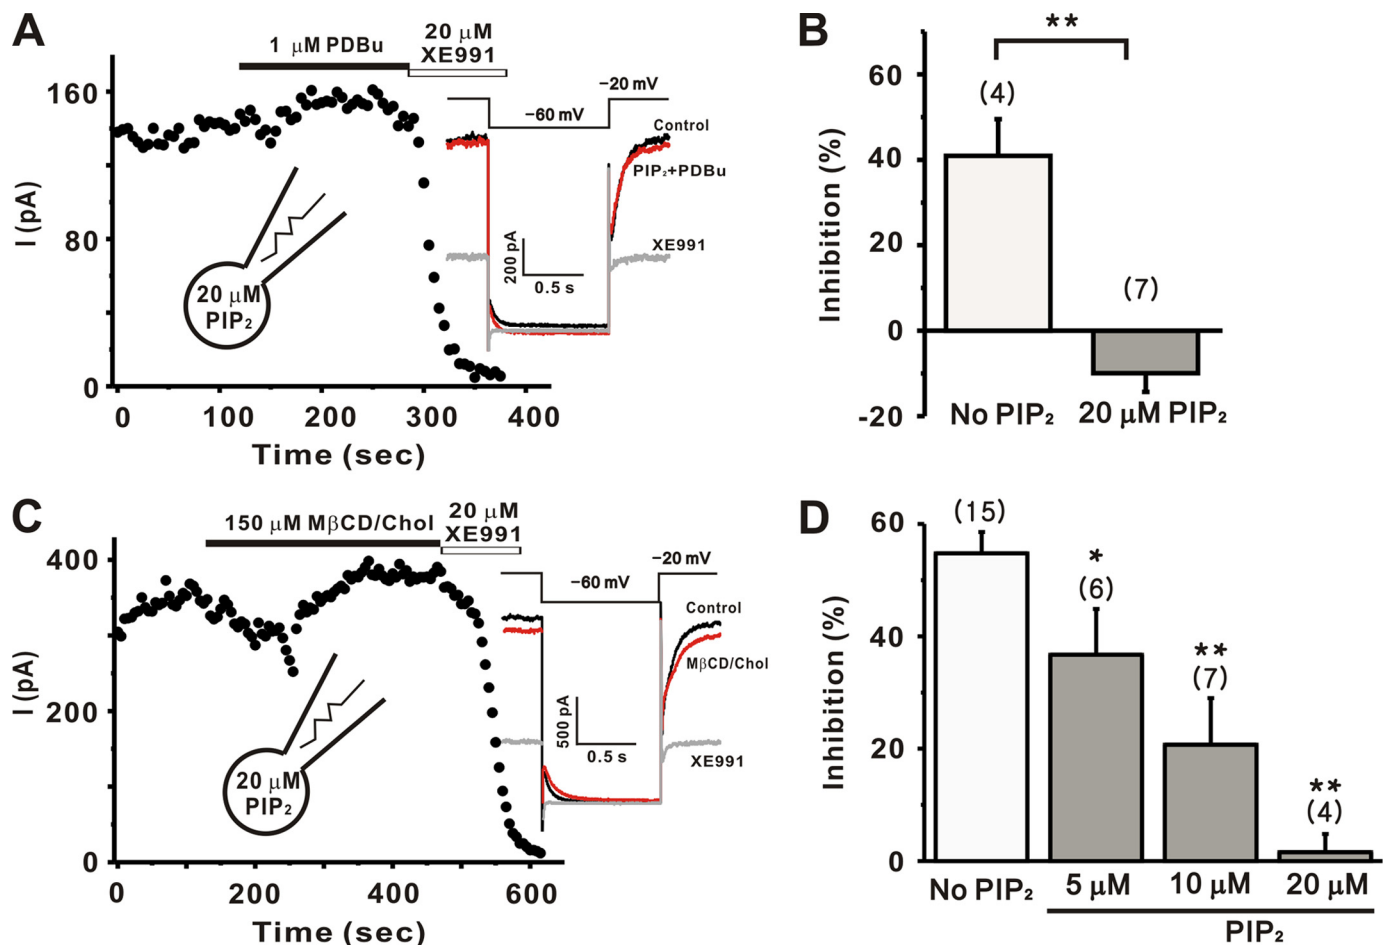 A
1 μM PDBu
20 μM
XE991
160
80
0
I (pA)
0
100
200
300
400
Time (sec)
20 μM
PIP₂
−20 mV
−60 mV
Control
PIP₂+PDBu
XE991
200 pA
0.5 s
B
**
60
40
20
0
-20
Inhibition (%)
(4)
(7)
No PIP₂
20 μM PIP₂
C
150 μM MβCD/Chol
20 μM
XE991
400
200
0
I (pA)
0
200
400
600
Time (sec)
20 μM
PIP₂
−20 mV
−60 mV
Control
MβCD/Chol
XE991
500 pA
0.5 s
D
60
40
20
0
Inhibition (%)
(15)
*
(6)
**
(7)
**
(4)
No PIP₂
5 μM
10 μM
20 μM
PIP₂